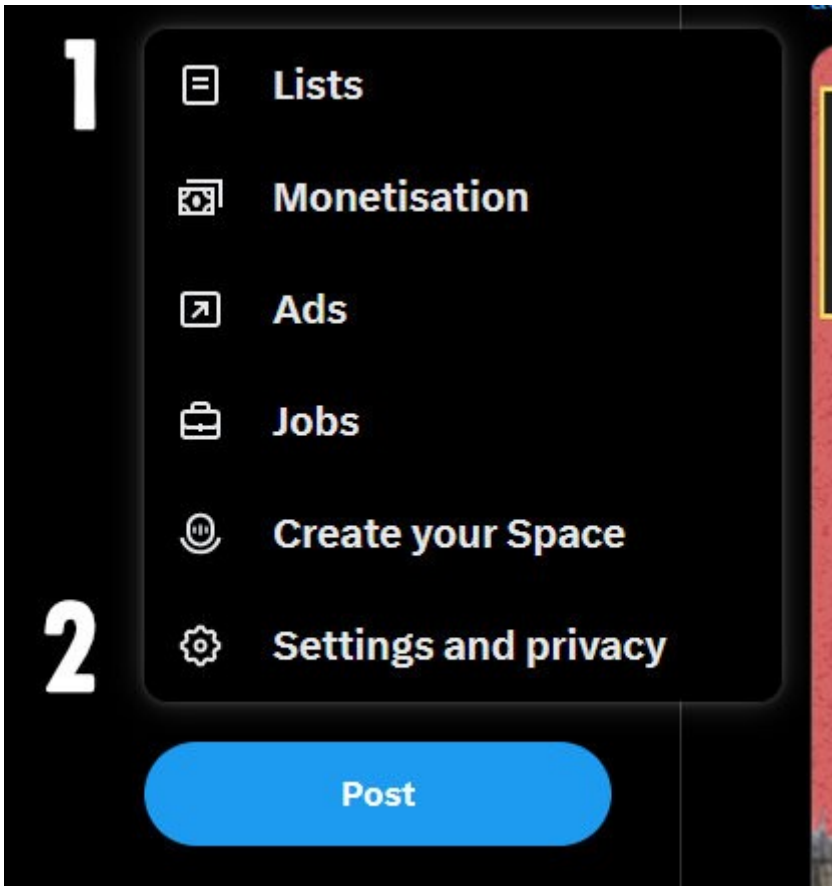 1
Lists
Monetisation
Ads
Jobs
Create your Space
2
Settings and privacy
Post